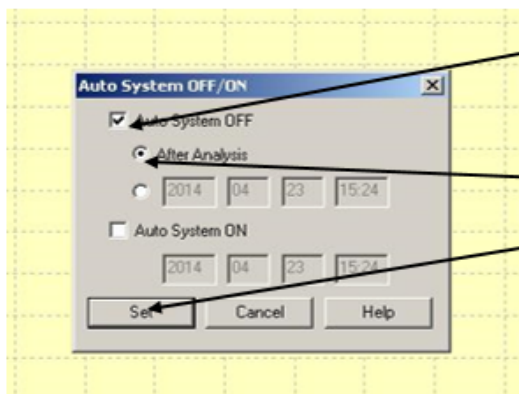 Auto System OFF/ON
Auto System OFF
After Analysis
2014 04 23 15:24
Auto System ON
2014 04 23 15:24
Set Cancel Help